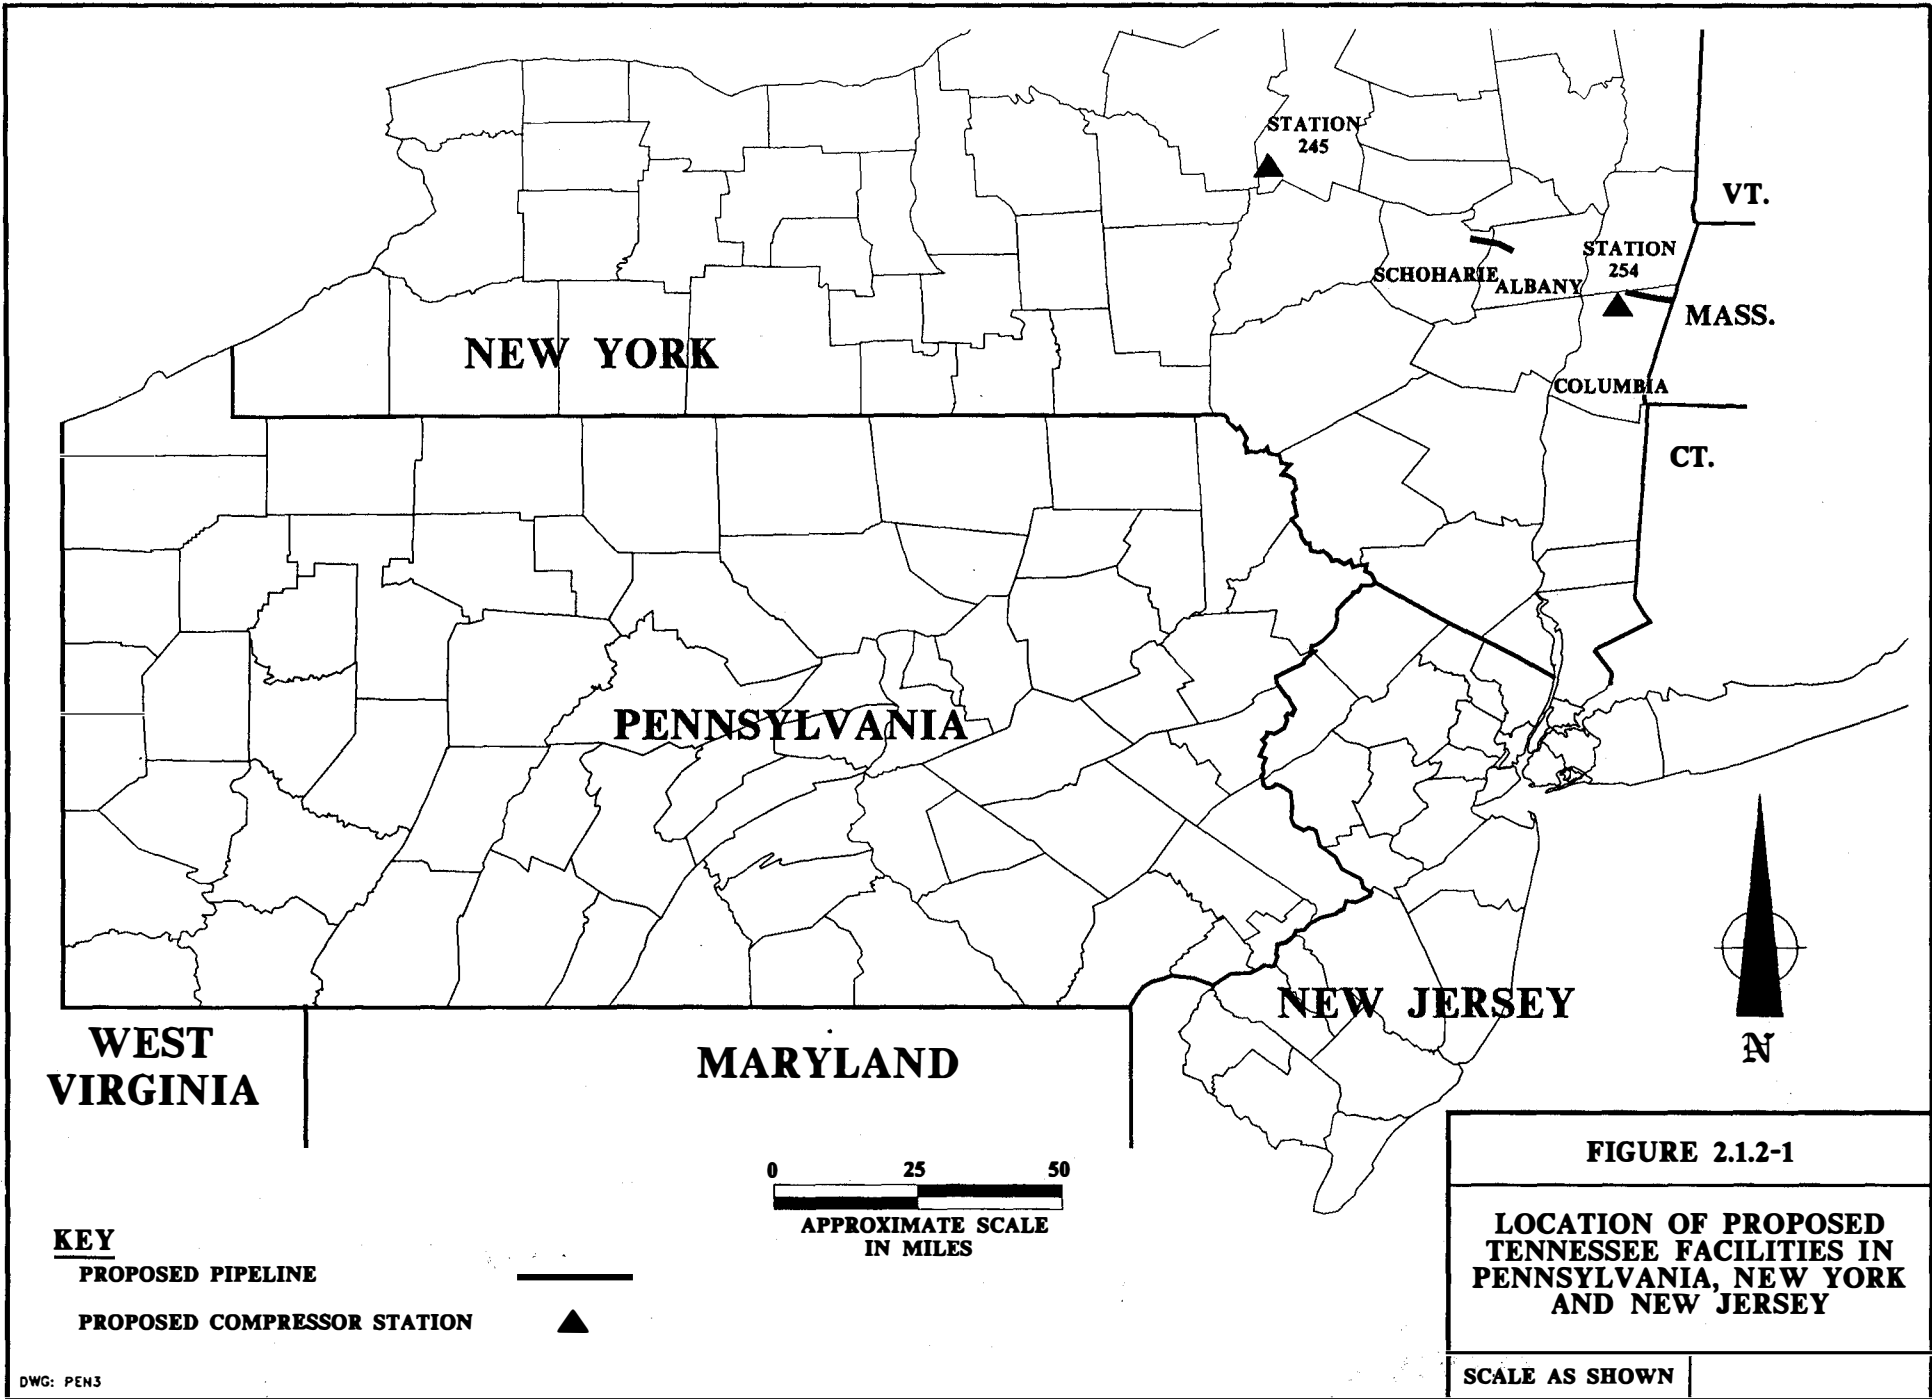 STATION
245
VT.
STATION
254
SCHOHARIE
ALBANY
MASS.
NEW YORK
COLUMBIA
CT.
PENNSYLVANIA
NEW JERSEY
N
WEST
VIRGINIA
MARYLAND
0 25 50
APPROXIMATE SCALE
IN MILES
KEY
PROPOSED PIPELINE
PROPOSED COMPRESSOR STATION
FIGURE 2.1.2-1
LOCATION OF PROPOSED
TENNESSEE FACILITIES IN
PENNSYLVANIA, NEW YORK
AND NEW JERSEY
SCALE AS SHOWN
DWG: PEN3